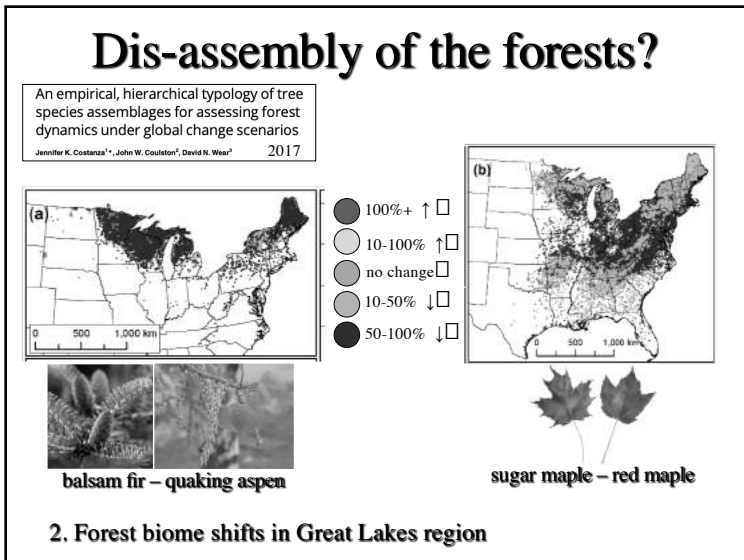 Dis-assembly of the forests?
An empirical, hierarchical typology of tree
species assemblages for assessing forest
dynamics under global change scenarios
Jennifer K. Costanza¹*, John W. Coulston², David N. Wear³ 2017
(a)
0 500 1,000 km
100%+ ↑ □
10-100% ↑□
no change□
10-50% ↓□
50-100% ↓□
(b)
0 500 1,000 km
balsam fir – quaking aspen
sugar maple – red maple
2. Forest biome shifts in Great Lakes region